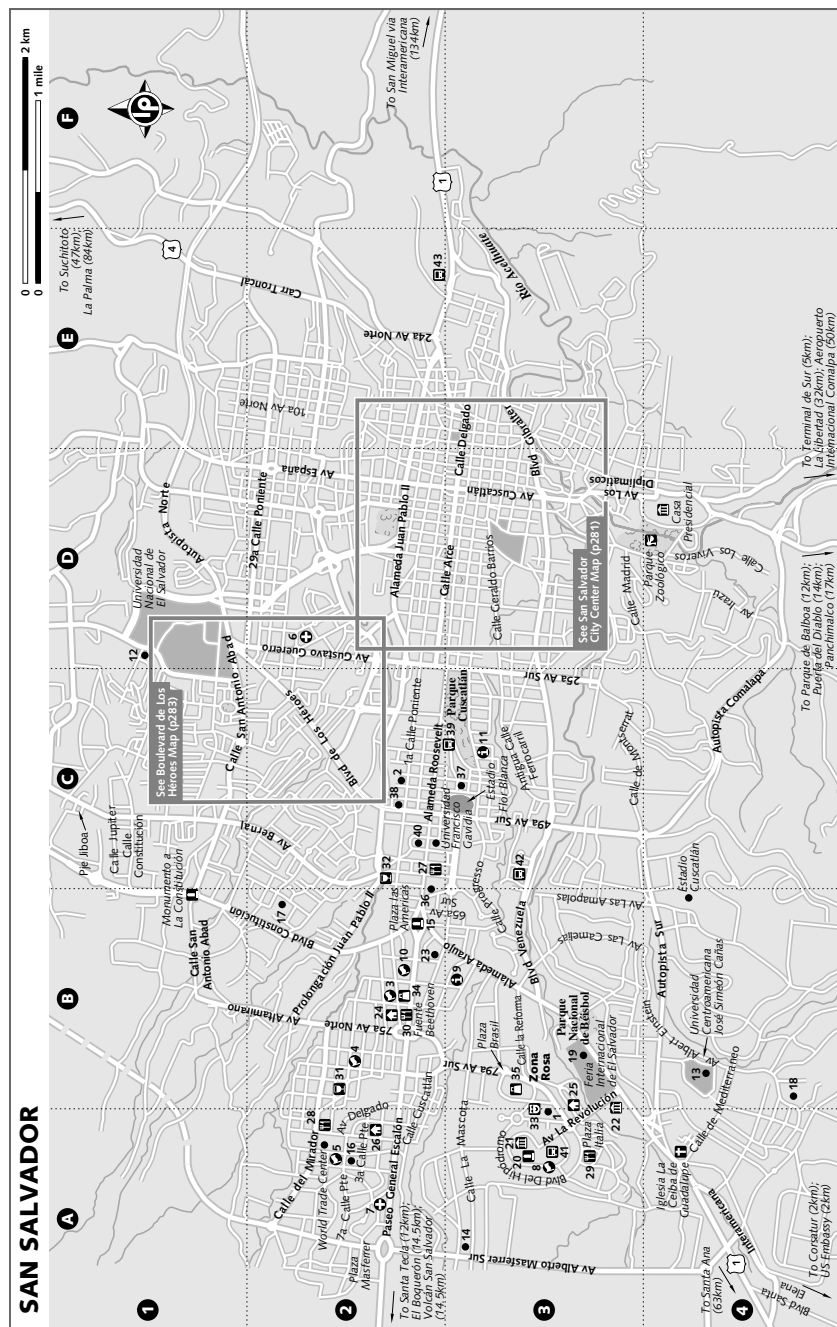 SAN SALVADOR
0 2 km
0 1 mile
A
B
C
D
E
F
1
2
3
4
lp
To Suchitoto
(47km);
La Palma (84km)
4
Carr Troncal
To San Miguel via
Interamericana
(134km)
1
Río Acelhuate
43
24a Av Norte
10a Av Norte
Av España
29a Calle Poniente
Autopista Norte
Universidad
Nacional de
El Salvador
12
6
Av Gustavo Guerrero
See Boulevard de Los
Héroes Map (p283)
Calle San Antonio Abad
Blvd de Los Héroes
Alameda Juan Pablo II
Calle Arce
Calle Delgado
Blvd Gibralter
Av Cuscatlán
Calle Geraldo Barrios
See San Salvador
City Center Map (p281)
Av Los
Diplimaticos
Casa
Presidencial
Parque
Zoológico
Calle Madrid
Calle Los Viveros
Av Irazú
To Terminal de Sur (5km);
La Libertad (32km); Aeropuerto
Internacional Comalpa (50km)
To Parque de Balboa (12km);
Puerta del Diablo (14km);
Panchimalco (17km)
Autopista Comalapa
25a Av Sur
Calle de Montserrat
Pje Jiboa
Calle Jupiter
Calle
Constitución
Av Bernal
Monumento a
La Constitución
Calle San
Antonio Abad
Blvd Constitución
17
Prolongación Juan Pablo II
Av Altamirano
32
38
2
1a Calle Poniente
Alameda Roosevelt
39
Parque
Cuscatlán
11
37
40
Universidad
Francisco
Gavidia
Estadio
Flor Blanca
Antigua Calle
Ferrocarril
49a Av Sur
27
36
Plaza las
Americas
15
65a Av
Sur
Calle Progreso
42
Blvd Venezuela
Av Las Amapolas
Av Las Camelias
Estadio
Cuscatlán
Autopista Sur
10
23
9
Alameda Araujo
3
34
24
30
Fuente
Beethoven
75a Av Norte
4
79a Av Sur
31
28
Calle del Mirador
World Trade Center
5
Av Delgado
16
3a Calle Pte
26
7a Calle Pte
7
Paseo General Escalón
Calle Cuscatlán
Plaza
Masferrer
To Santa Tecla (12km);
El Boquerón (14.5km);
Volcán San Salvador
(14.5km)
14
Av Alberto Masferrer Sur
Calle La Mascota
Plaza
Brasil
Calle la Reforma
35
Zona
Rosa
33
1
21
20
8
41
Blvd Del Hipodromo
Av La Revolución
25
19
Parque
Nacional
de Béisbol
Feria
Internacional
de El Salvador
22
29
Plaza
Italia
Av Albert Einstein
Universidad
Centroamericana
José Simeón Cañas
13
18
Calle de Mediterraneo
Iglesia La
Ceiba de
Guadalupe
Interamericana
1
To Santa Ana
(63km)
Blvd Santa
Elena
To Corsatur (2km);
US Embassy (2km)